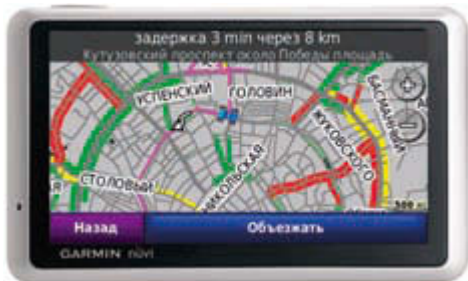 задержка 3 min через 8 km
Кутузовский проспект около Победы площадь
УСПЕНСКИЙ
ГОЛОВИН
БАСМАННЫЙ
ЖУКОВСКОГО
НИКОЛЬСКАЯ
СТОЛОВЫЙ
500
Назад
Объезжать
GARMIN nüvi